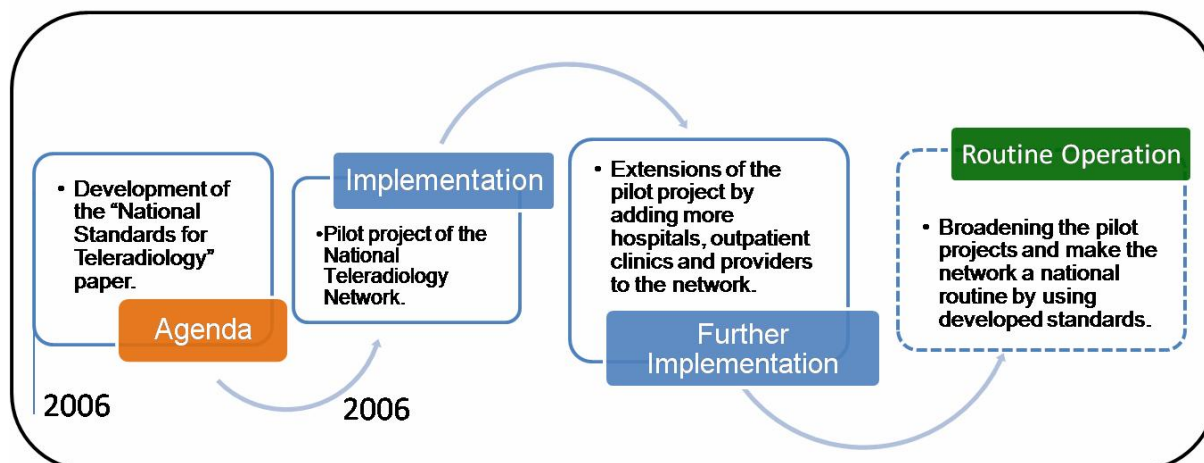 • Development of
the “National
Standards for
Teleradiology”
paper.
Agenda
2006
Implementation
•Pilot project of the
National
Teleradiology
Network.
2006
• Extensions of the
pilot project by
adding more
hospitals, outpatient
clinics and providers
to the network.
Further
Implementation
Routine Operation
• Broadening the pilot
projects and make the
network a national
routine by using
developed standards.